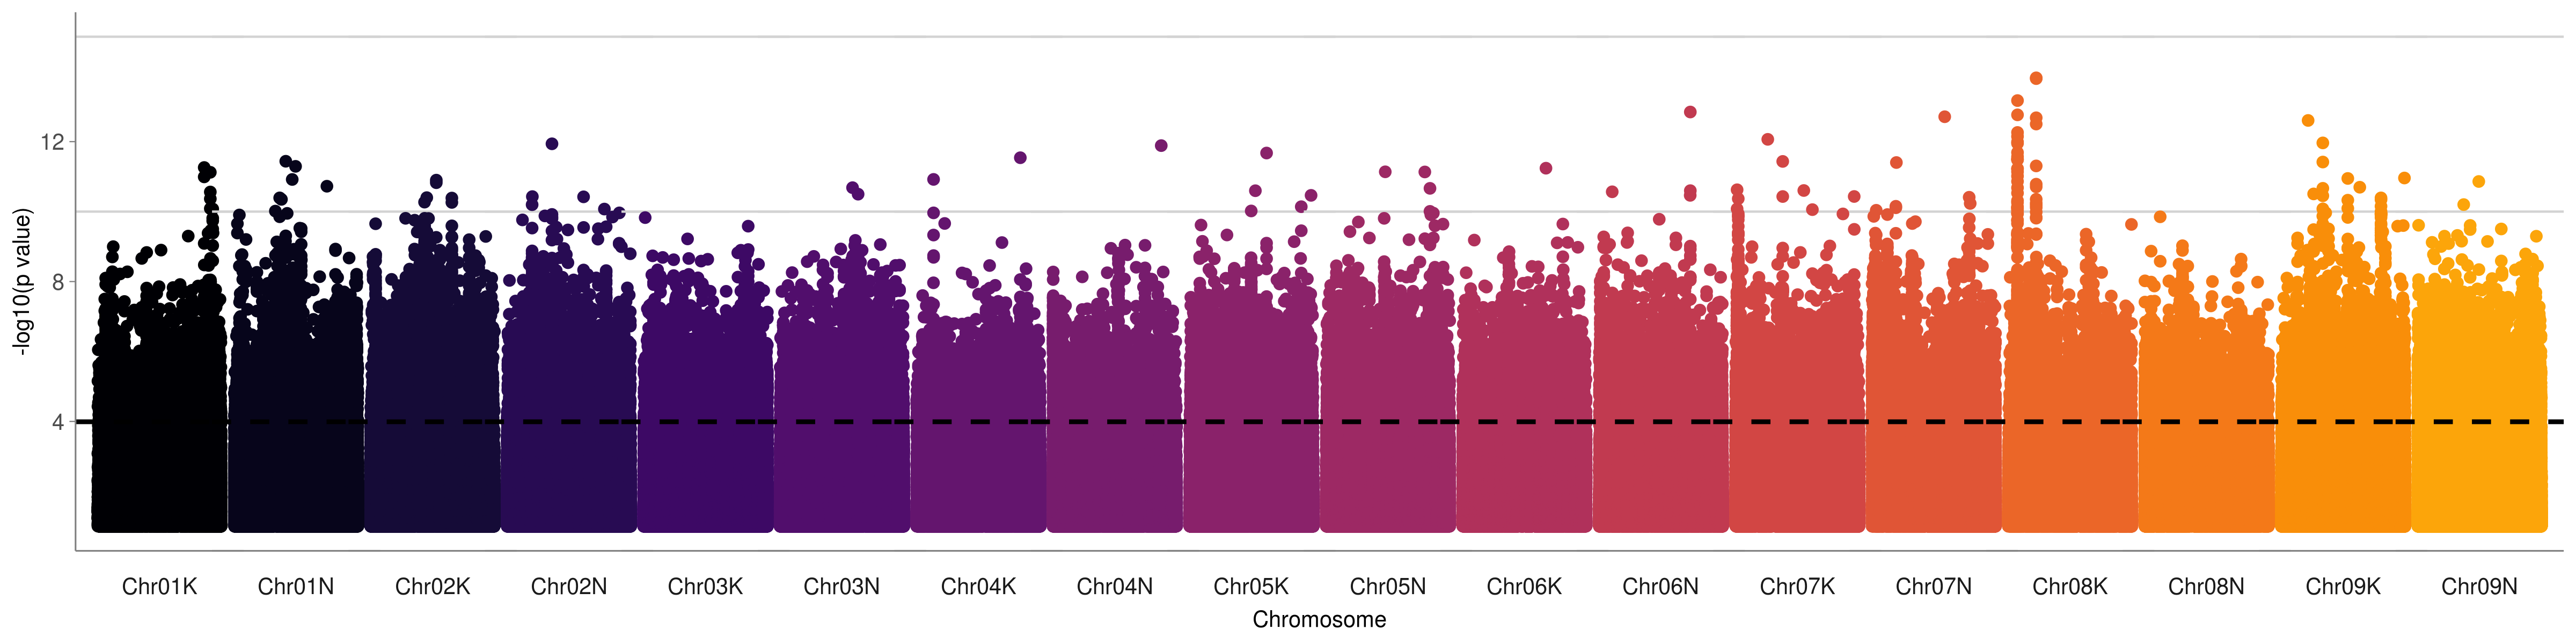 -log10(p value)
12
8
4
Chr01K Chr01N Chr02K Chr02N Chr03K Chr03N Chr04K Chr04N Chr05K Chr05N Chr06K Chr06N Chr07K Chr07N Chr08K Chr08N Chr09K Chr09N
Chromosome